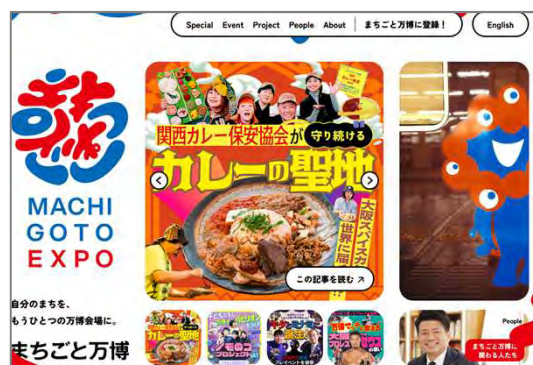 Special Event Project People About まちごと万博に登録！ English
MACHI
GOTO
EXPO
自分のまちを、
もうひとつの万博会場に。
まちごと万博
関西カレー保安協会が 守り続ける
カレーの聖地
大阪スパイスカ
世界に届
この記事を読む
People
まちごと万博に
関わる人たち